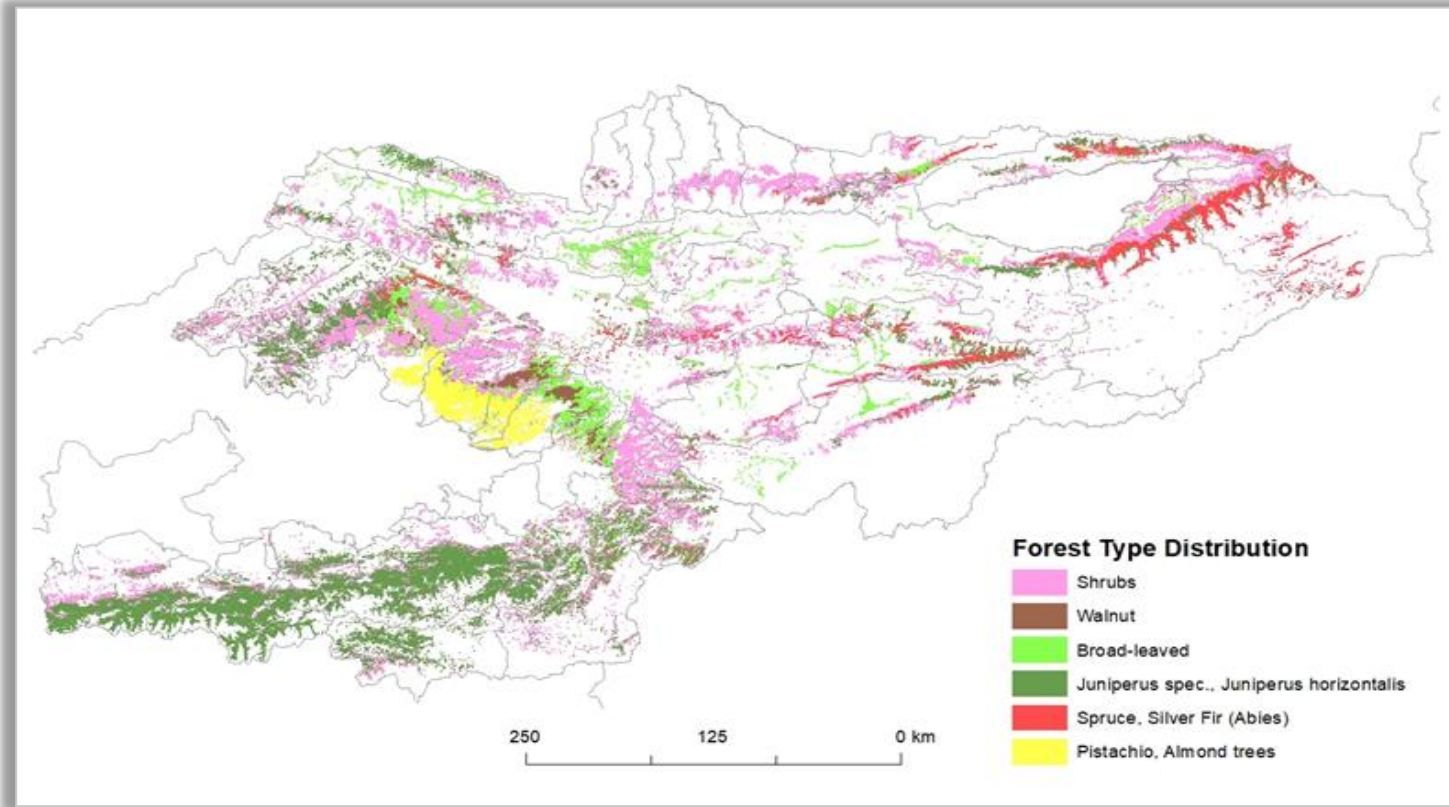 Forest Type Distribution
Shrubs
Walnut
Broad-leaved
Juniperus spec., Juniperus horizontalis
Spruce, Silver Fir (Abies)
Pistachio, Almond trees
250 125 0 km